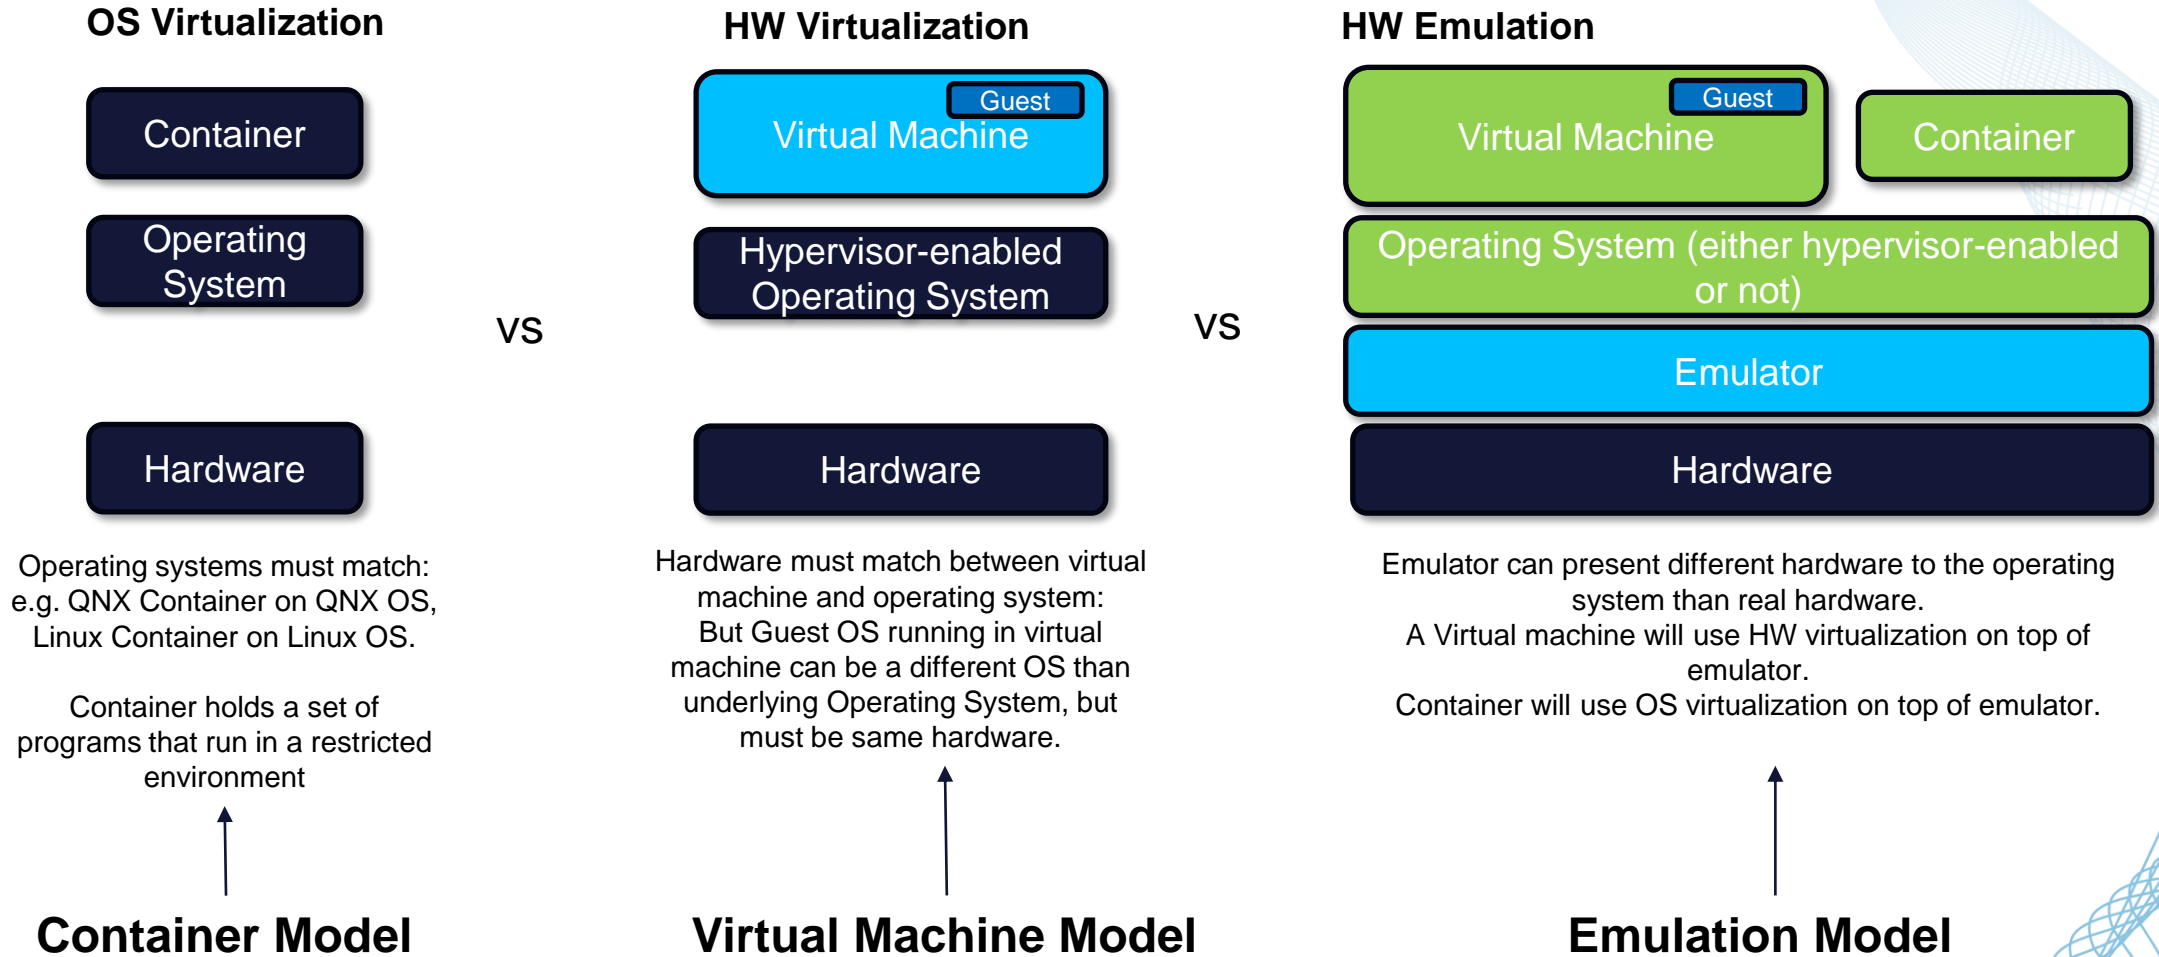 OS Virtualization
Container
Operating
System
Hardware
Operating systems must match:
e.g. QNX Container on QNX OS,
Linux Container on Linux OS.
Container holds a set of
programs that run in a restricted
environment
Container Model
vs
HW Virtualization
Guest
Virtual Machine
Hypervisor-enabled
Operating System
Hardware
Hardware must match between virtual
machine and operating system:
But Guest OS running in virtual
machine can be a different OS than
underlying Operating System, but
must be same hardware.
Virtual Machine Model
vs
HW Emulation
Guest
Virtual Machine
Container
Operating System (either hypervisor-enabled
or not)
Emulator
Hardware
Emulator can present different hardware to the operating
system than real hardware.
A Virtual machine will use HW virtualization on top of
emulator.
Container will use OS virtualization on top of emulator.
Emulation Model